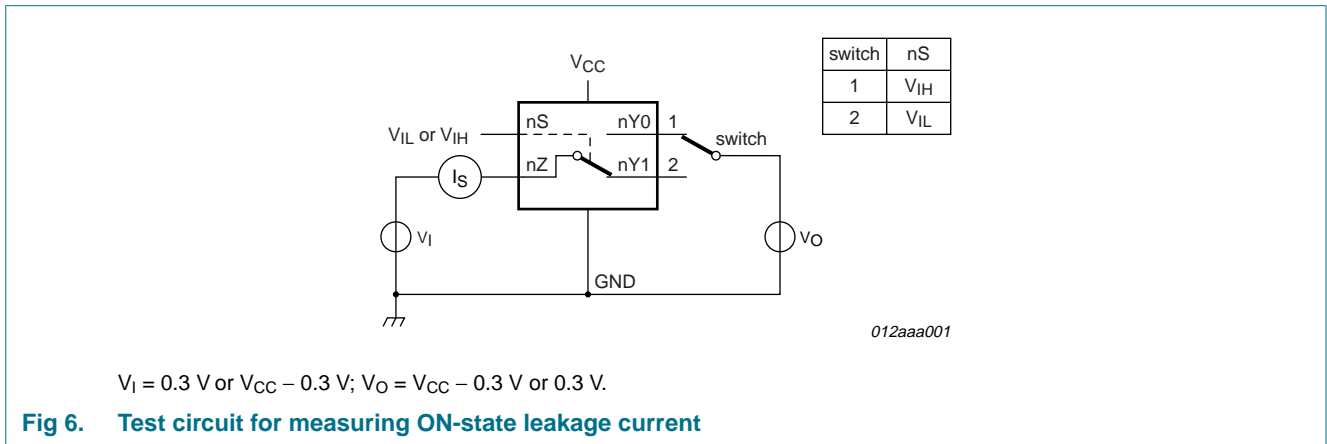 switch nS
1 VIH
2 VIL
VCC
nS nY0 1
VIL or VIH
switch
nZ nY1 2
IS
VI
VO
GND
012aaa001
VI = 0.3 V or VCC − 0.3 V; VO = VCC − 0.3 V or 0.3 V.
Fig 6. Test circuit for measuring ON-state leakage current